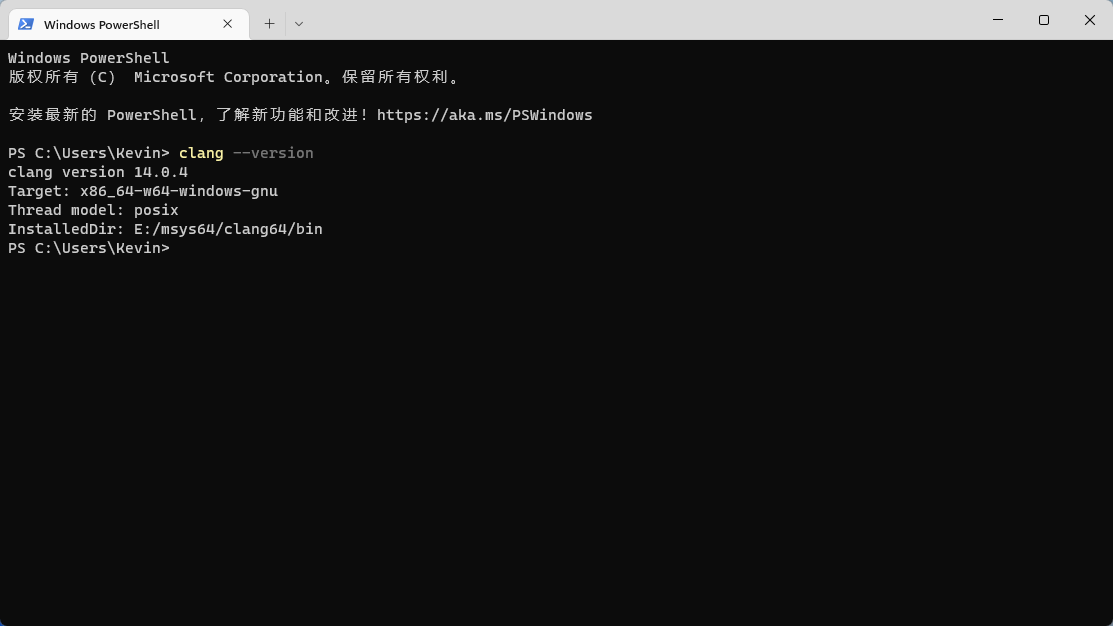 Windows PowerShell
Windows PowerShell
版权所有 (C)  Microsoft Corporation。保留所有权利。
安装最新的 PowerShell，了解新功能和改进！https://aka.ms/PSWindows
PS C:\Users\Kevin> clang --version
clang version 14.0.4
Target: x86_64-w64-windows-gnu
Thread model: posix
InstalledDir: E:/msys64/clang64/bin
PS C:\Users\Kevin>